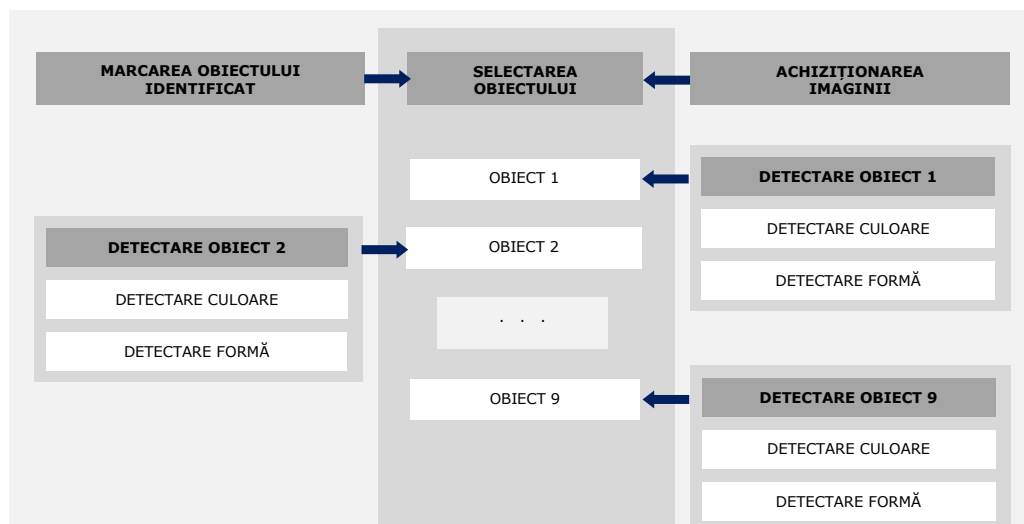 MARCAREA OBIECTULUI
IDENTIFICAT
SELECTAREA
OBIECTULUI
ACHIZIȚIONAREA
IMAGINII
OBIECT 1
DETECTARE OBIECT 1
DETECTARE CULOARE
DETECTARE FORMĂ
DETECTARE OBIECT 2
DETECTARE CULOARE
DETECTARE FORMĂ
OBIECT 2
. . .
OBIECT 9
DETECTARE OBIECT 9
DETECTARE CULOARE
DETECTARE FORMĂ